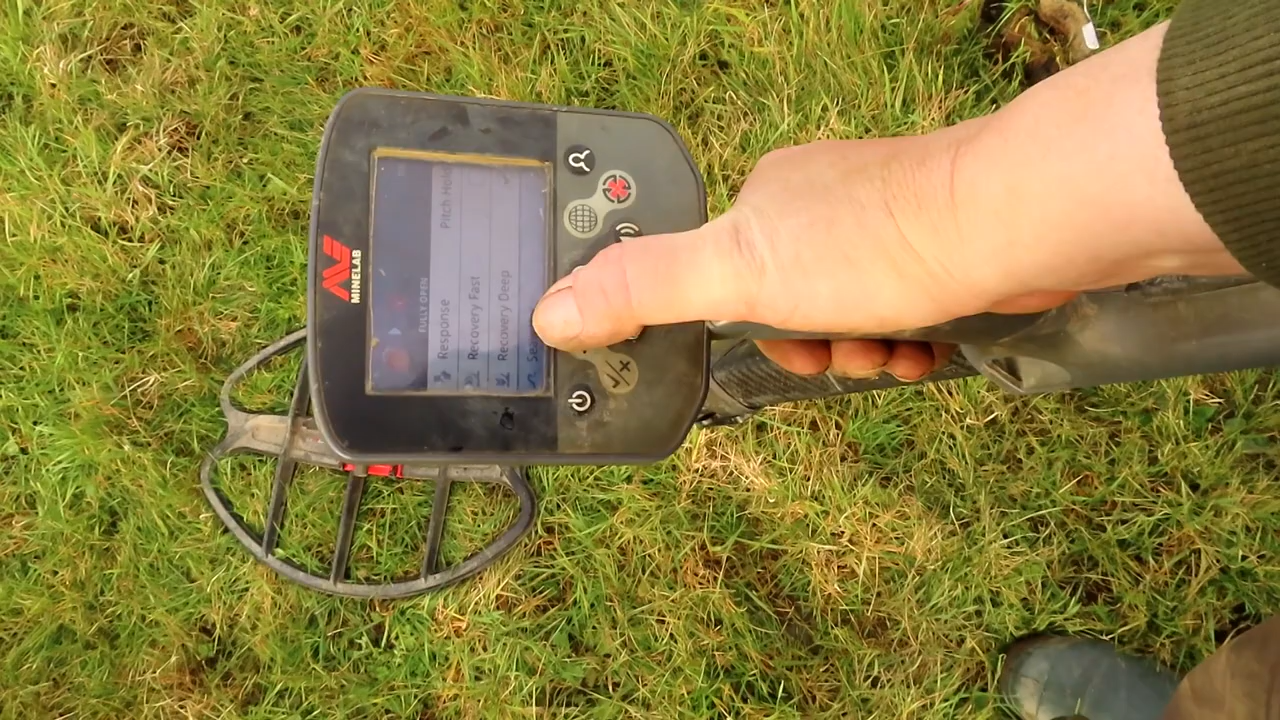 MINELAB
FULLY OPEN
Response Pitch Hold
Recovery Fast
Recovery Deep